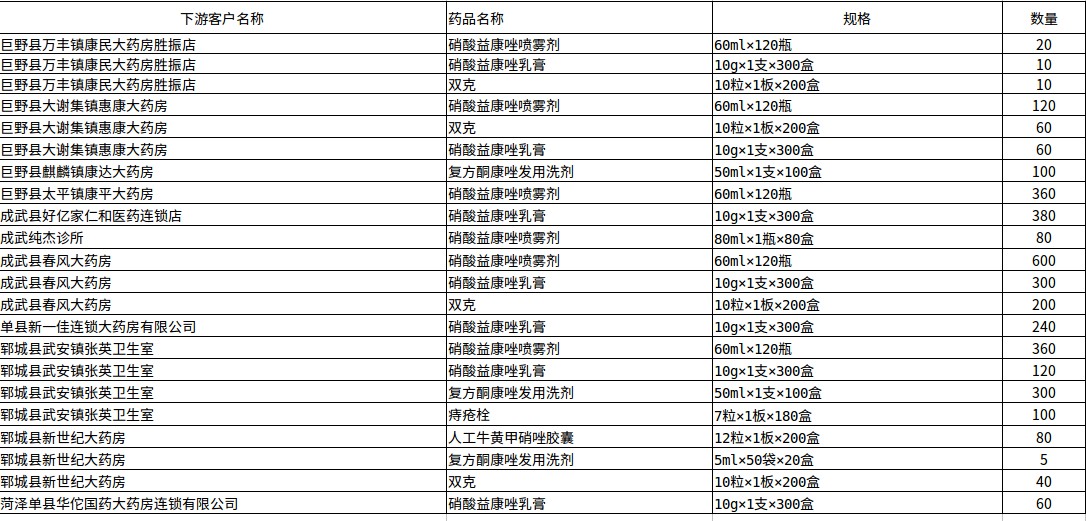 下游客户名称 药品名称 规格 数量
巨野县万丰镇康民大药房胜振店 硝酸益康唑喷雾剂 60ml×120瓶 20
巨野县万丰镇康民大药房胜振店 硝酸益康唑乳膏 10g×1支×300盒 10
巨野县万丰镇康民大药房胜振店 双克 10粒×1板×200盒 10
巨野县大谢集镇惠康大药房 硝酸益康唑喷雾剂 60ml×120瓶 120
巨野县大谢集镇惠康大药房 双克 10粒×1板×200盒 60
巨野县大谢集镇惠康大药房 硝酸益康唑乳膏 10g×1支×300盒 60
巨野县麒麟镇康达大药房 复方酮康唑发用洗剂 50ml×1支×100盒 100
巨野县太平镇康平大药房 硝酸益康唑喷雾剂 60ml×120瓶 360
成武县好亿家仁和医药连锁店 硝酸益康唑乳膏 10g×1支×300盒 380
成武纯杰诊所 硝酸益康唑喷雾剂 80ml×1瓶×80盒 80
成武县春风大药房 硝酸益康唑喷雾剂 60ml×120瓶 600
成武县春风大药房 硝酸益康唑乳膏 10g×1支×300盒 300
成武县春风大药房 双克 10粒×1板×200盒 200
单县新一佳连锁大药房有限公司 硝酸益康唑乳膏 10g×1支×300盒 240
郓城县武安镇张英卫生室 硝酸益康唑喷雾剂 60ml×120瓶 360
郓城县武安镇张英卫生室 硝酸益康唑乳膏 10g×1支×300盒 120
郓城县武安镇张英卫生室 复方酮康唑发用洗剂 50ml×1支×100盒 300
郓城县武安镇张英卫生室 痔疮栓 7粒×1板×180盒 100
郓城县新世纪大药房 人工牛黄甲硝唑胶囊 12粒×1板×200盒 80
郓城县新世纪大药房 复方酮康唑发用洗剂 5ml×50袋×20盒 5
郓城县新世纪大药房 双克 10粒×1板×200盒 40
菏泽单县华佗国药大药房连锁有限公司 硝酸益康唑乳膏 10g×1支×300盒 60